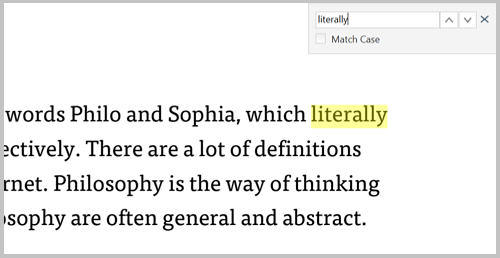 literally
Match Case
words Philo and Sophia, which literally
ectively. There are a lot of definitions
rnet. Philosophy is the way of thinking
osophy are often general and abstract.